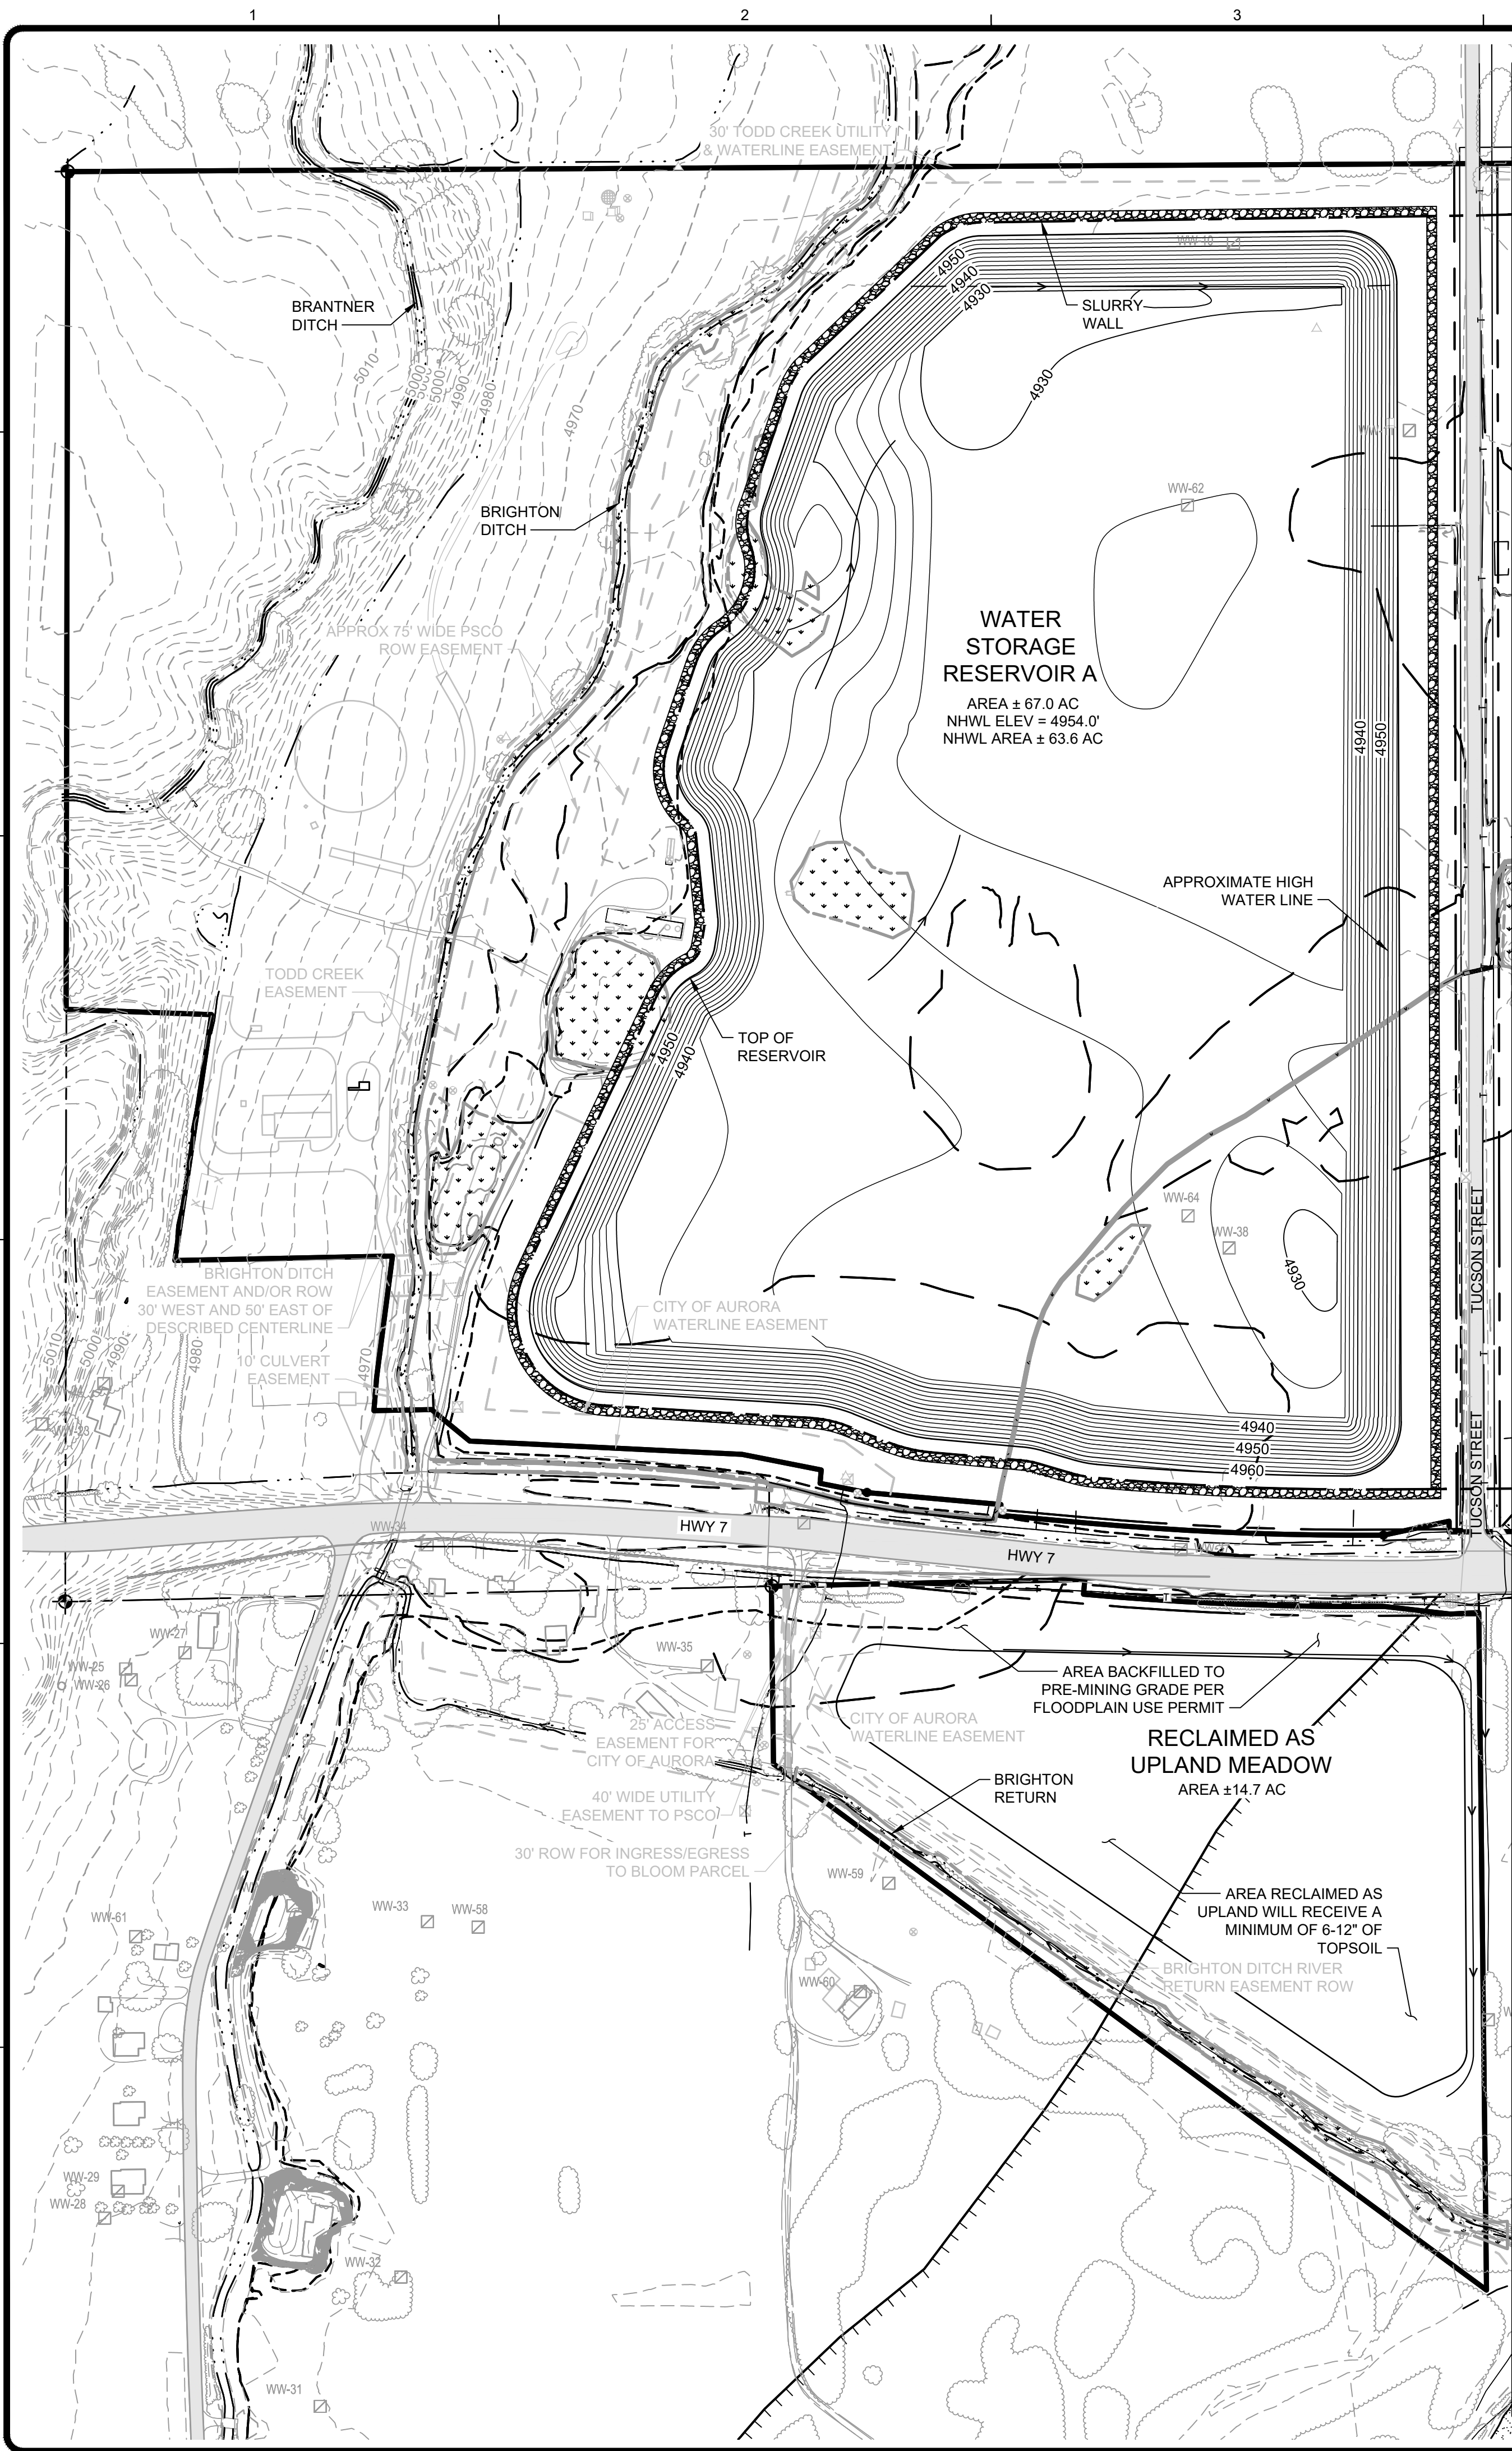 1
2
3
30' TODD CREEK UTILITY
& WATERLINE EASEMENT
WW-10
4950
4940
4930
SLURRY
WALL
BRANTNER
DITCH
4930
5010
5000
5000
4990
4980
4970
WW-62
BRIGHTON
DITCH
APPROX 75' WIDE PSCO
ROW EASEMENT
WATER
STORAGE
RESERVOIR A
AREA ± 67.0 AC
NHWL ELEV = 4954.0'
NHWL AREA ± 63.6 AC
4940
4950
APPROXIMATE HIGH
WATER LINE
TODD CREEK
EASEMENT
TOP OF
RESERVOIR
4950
4940
WW-64
WW-38
4930
TUCSON STREET
BRIGHTON DITCH
EASEMENT AND/OR ROW
30' WEST AND 50' EAST OF
DESCRIBED CENTERLINE
CITY OF AURORA
WATERLINE EASEMENT
10' CULVERT
EASEMENT
5010
5000
4990
4980
4970
4940
4950
4960
TUCSON STREET
WW-34
HWY 7
HWY 7
WW-27
WW-25
WW-26
WW-35
AREA BACKFILLED TO
PRE-MINING GRADE PER
FLOODPLAIN USE PERMIT
25' ACCESS
EASEMENT FOR
CITY OF AURORA
CITY OF AURORA
WATERLINE EASEMENT
RECLAIMED AS
UPLAND MEADOW
AREA ±14.7 AC
BRIGHTON
RETURN
40' WIDE UTILITY
EASEMENT TO PSCO
30' ROW FOR INGRESS/EGRESS
TO BLOOM PARCEL
WW-59
AREA RECLAIMED AS
UPLAND WILL RECEIVE A
MINIMUM OF 6-12" OF
TOPSOIL
WW-33
WW-58
WW-61
BRIGHTON DITCH RIVER
RETURN EASEMENT ROW
WW-60
WW-29
WW-28
WW-32
WW-31